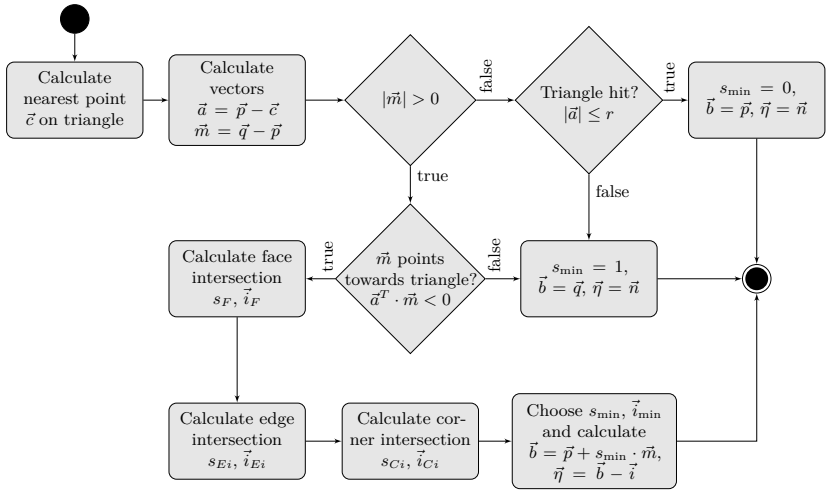 Calculate
nearest point
c⃗ on triangle
Calculate
vectors
a⃗ = p⃗ − c⃗
m⃗ = q⃗ − p⃗
|m⃗| > 0
false
Triangle hit?
|a⃗| ≤ r
true
s_min = 0,
b⃗ = p⃗, η⃗ = n⃗
true
false
Calculate face
intersection
s_F, i⃗_F
true
m⃗ points
towards triangle?
a⃗^T · m⃗ < 0
false
s_min = 1,
b⃗ = q⃗, η⃗ = n⃗
Calculate edge
intersection
s_Ei, i⃗_Ei
Calculate cor-
ner intersection
s_Ci, i⃗_Ci
Choose s_min, i⃗_min
and calculate
b⃗ = p⃗ + s_min · m⃗,
η⃗ = b⃗ − i⃗